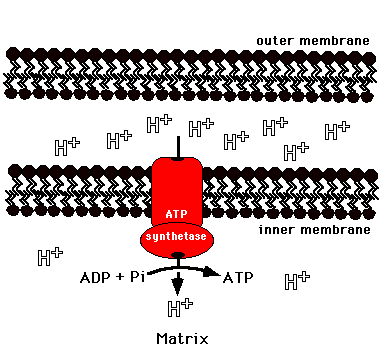 outer membrane
H+ H+ H+ H+ H+ H+ H+ H+
ATP
synthetase
inner membrane
H+
ADP + Pi ATP H+
H+
Matrix